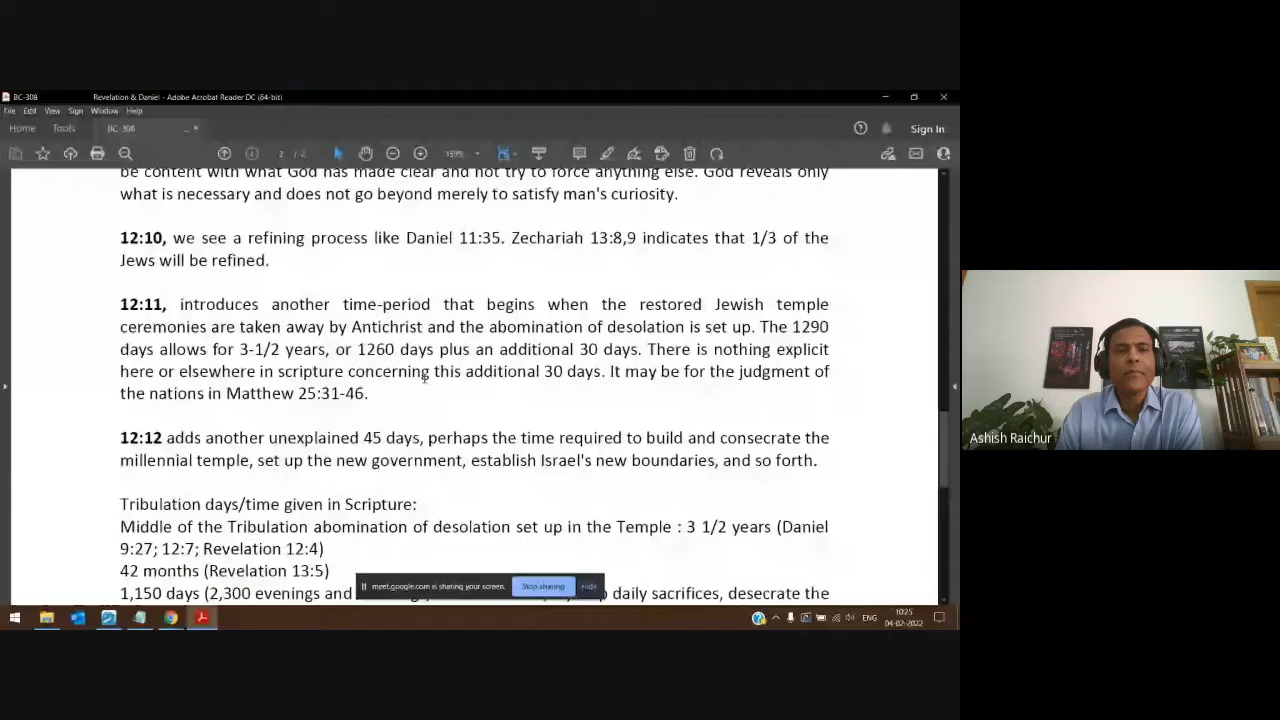 BC-308
Revelation & Daniel - Adobe Acrobat Reader DC (64-bit)
File Edit View Sign Window Help
Home Tools BC-308 ... ×
Sign In
2 / 2
159%
be content with what God has made clear and not try to force anything else. God reveals only
what is necessary and does not go beyond merely to satisfy man's curiosity.
12:10, we see a refining process like Daniel 11:35. Zechariah 13:8,9 indicates that 1/3 of the
Jews will be refined.
12:11, introduces another time-period that begins when the restored Jewish temple
ceremonies are taken away by Antichrist and the abomination of desolation is set up. The 1290
days allows for 3-1/2 years, or 1260 days plus an additional 30 days. There is nothing explicit
here or elsewhere in scripture concerning this additional 30 days. It may be for the judgment of
the nations in Matthew 25:31-46.
12:12 adds another unexplained 45 days, perhaps the time required to build and consecrate the
millennial temple, set up the new government, establish Israel's new boundaries, and so forth.
Tribulation days/time given in Scripture:
Middle of the Tribulation abomination of desolation set up in the Temple : 3 1/2 years (Daniel
9:27; 12:7; Revelation 12:4)
42 months (Revelation 13:5)
1,150 days (2,300 evenings and daily sacrifices, desecrate the
meet.google.com is sharing your screen. Stop sharing Hide
ENG
10:25
04-02-2022
Ashish Raichur